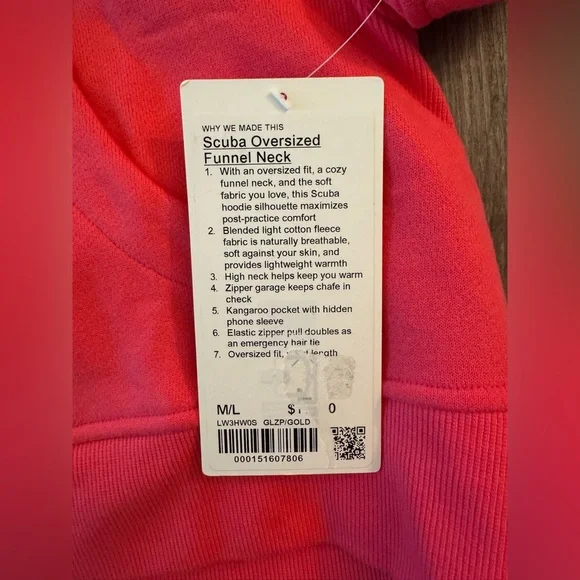 WHY WE MADE THIS
Scuba Oversized
Funnel Neck
1. With an oversized fit, a cozy
funnel neck, and the soft
fabric you love, this Scuba
hoodie silhouette maximizes
post-practice comfort
2. Blended light cotton fleece
fabric is naturally breathable,
soft against your skin, and
provides lightweight warmth
3. High neck helps keep you warm
4. Zipper garage keeps chafe in
check
5. Kangaroo pocket with hidden
phone sleeve
6. Elastic zipper pull doubles as
an emergency hair tie
7. Oversized fit, length
M/L
LW3HW0S GLZP/GOLD
000151607806